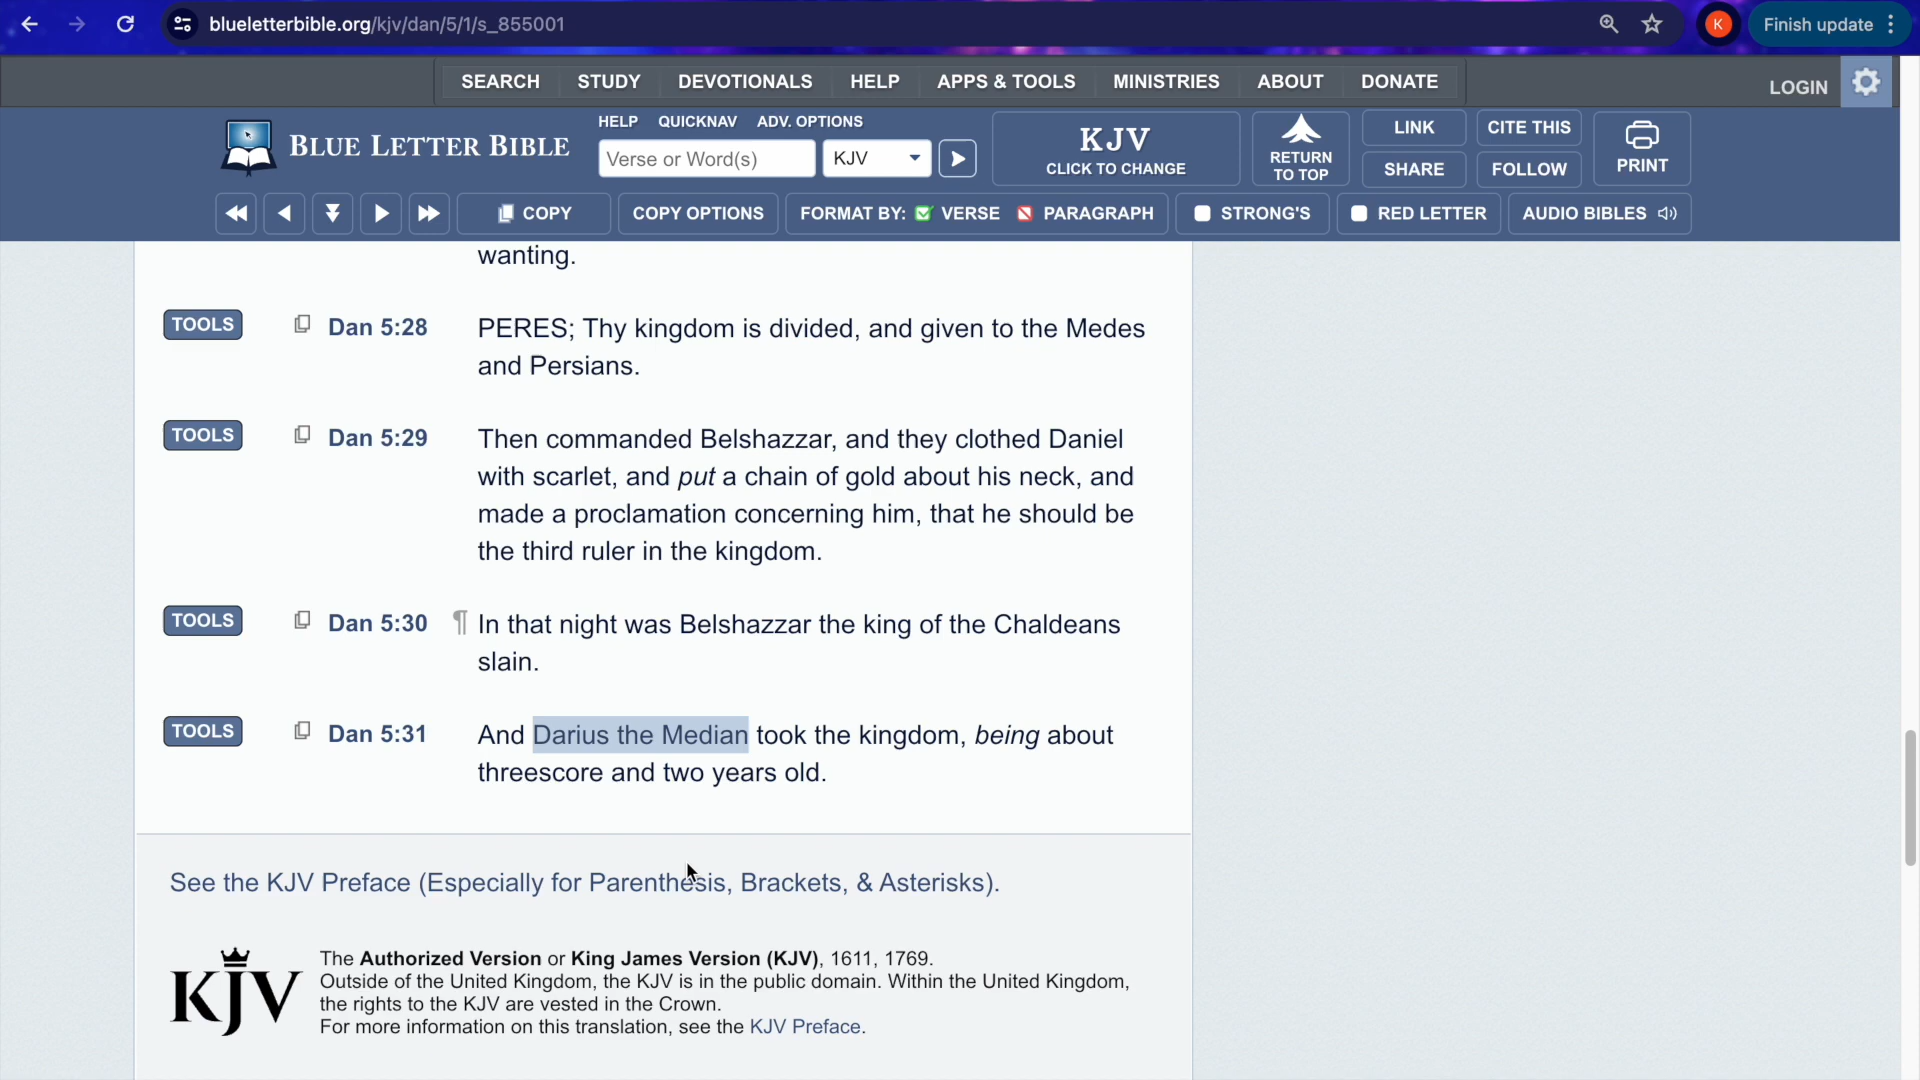 blueletterbible.org/kjv/dan/5/1/s_855001
K
Finish update
SEARCH STUDY DEVOTIONALS HELP APPS & TOOLS MINISTRIES ABOUT DONATE
LOGIN
BLUE LETTER BIBLE
HELP QUICKNAV ADV. OPTIONS
Verse or Word(s)
KJV
KJV
CLICK TO CHANGE
RETURN
TO TOP
LINK
CITE THIS
SHARE
FOLLOW
PRINT
COPY
COPY OPTIONS
FORMAT BY: VERSE PARAGRAPH
STRONG'S
RED LETTER
AUDIO BIBLES
wanting.
TOOLS Dan 5:28 PERES; Thy kingdom is divided, and given to the Medes
and Persians.
TOOLS Dan 5:29 Then commanded Belshazzar, and they clothed Daniel
with scarlet, and put a chain of gold about his neck, and
made a proclamation concerning him, that he should be
the third ruler in the kingdom.
TOOLS Dan 5:30 ¶ In that night was Belshazzar the king of the Chaldeans
slain.
TOOLS Dan 5:31 And Darius the Median took the kingdom, being about
threescore and two years old.
See the KJV Preface (Especially for Parenthesis, Brackets, & Asterisks).
KJV
The Authorized Version or King James Version (KJV), 1611, 1769.
Outside of the United Kingdom, the KJV is in the public domain. Within the United Kingdom,
the rights to the KJV are vested in the Crown.
For more information on this translation, see the KJV Preface.